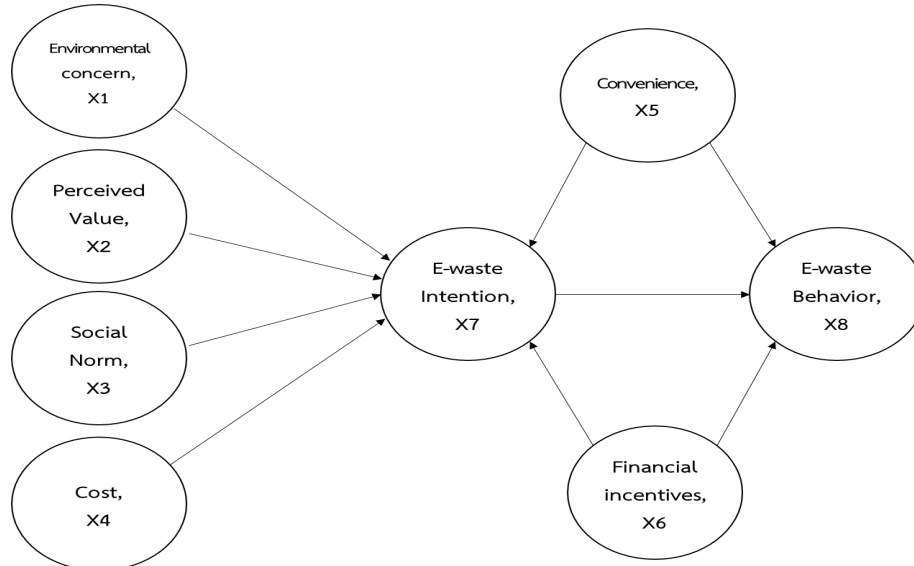 Environmental
concern,
X1
Perceived
Value,
X2
Social
Norm,
X3
Cost,
X4
E-waste
Intention,
X7
Convenience,
X5
Financial
incentives,
X6
E-waste
Behavior,
X8